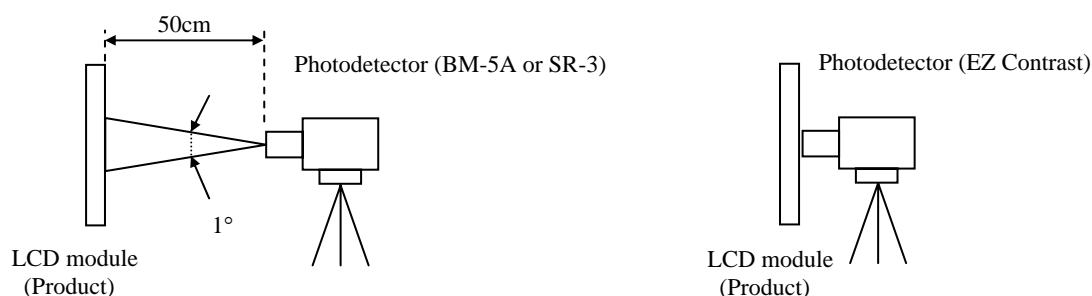 50cm
Photodetector (BM-5A or SR-3)
1°
LCD module
(Product)
Photodetector (EZ Contrast)
LCD module
(Product)